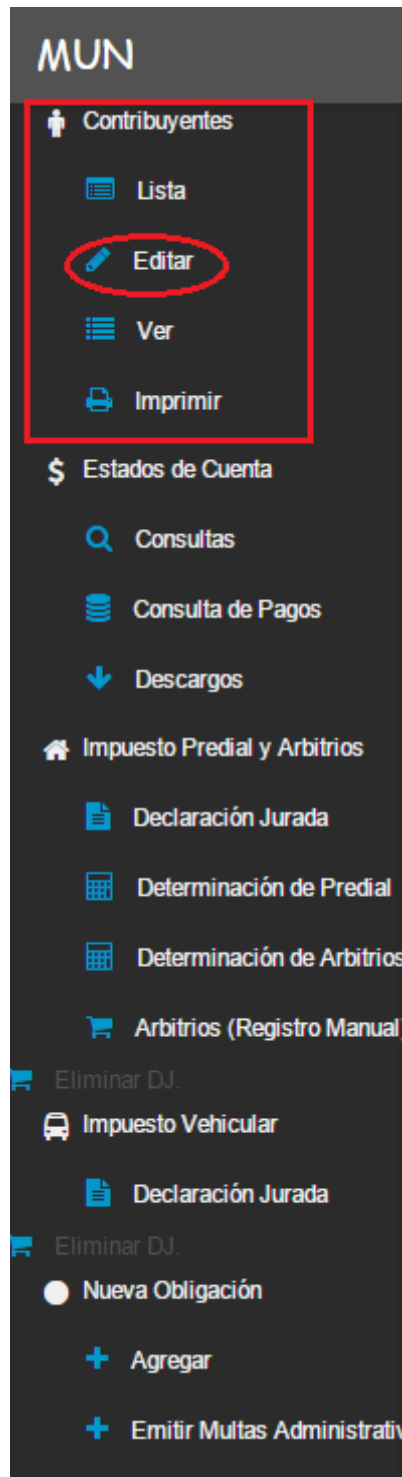 MUN
Contribuyentes
Lista
Editar
Ver
Imprimir
Estados de Cuenta
Consultas
Consulta de Pagos
Descargos
Impuesto Predial y Arbitrios
Declaración Jurada
Determinación de Predial
Determinación de Arbitrios
Arbitrios (Registro Manual)
Eliminar DJ.
Impuesto Vehicular
Declaración Jurada
Eliminar DJ.
Nueva Obligación
Agregar
Emitir Multas Administrativ